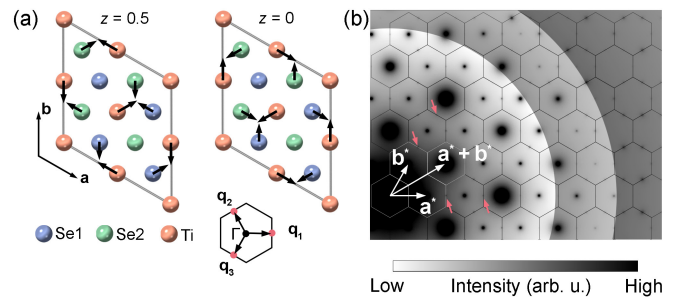 (a)
z = 0.5
z = 0
b
a
Se1
Se2
Ti
q2
Γ
q1
q3
(b)
b*
a* + b*
a*
Low
Intensity (arb. u.)
High